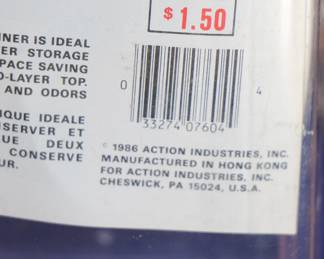 $1.50
NER IS IDEAL
ER STORAGE
PACE SAVING
-LAYER TOP.
AND ODORS
QUE IDEALE
NSERVER ET
UE DEUX
CONSERVE
UR.
0 33274 07604 4
© 1986 ACTION INDUSTRIES, INC.
MANUFACTURED IN HONG KONG
FOR ACTION INDUSTRIES, INC.
CHESWICK, PA 15024, U.S.A.